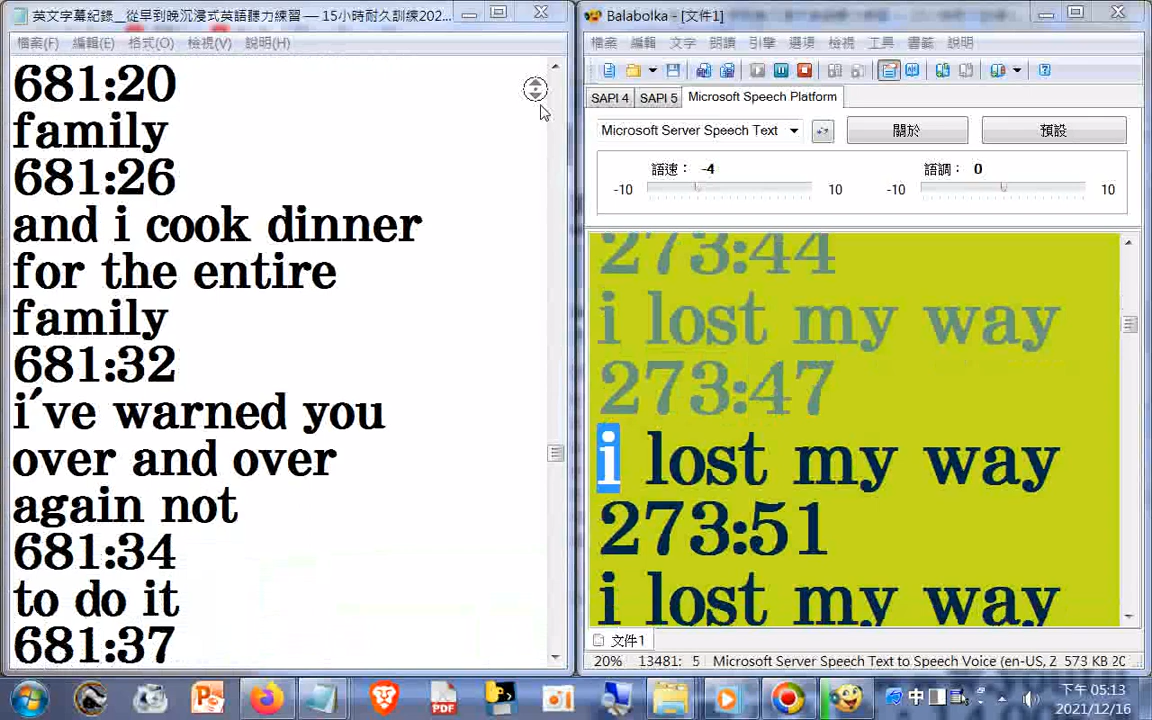 英文字幕紀錄__從早到晚沉浸式英語聽力練習 — 15小時耐久訓練202...
檔案(F) 編輯(E) 格式(O) 檢視(V) 說明(H)
681:20
family
681:26
and i cook dinner
for the entire
family
681:32
i've warned you
over and over
again not
681:34
to do it
681:37
Balabolka - [文件1]
檔案 編輯 文字 朗讀 引擎 選項 檢視 工具 書籤 說明
SAPI 4 SAPI 5 Microsoft Speech Platform
Microsoft Server Speech Text 關於 預設
語速： -4 語調： 0
-10 10 -10 10
273:44
i lost my way
273:47
i lost my way
273:51
i lost my way
文件1
20% 13481: 5 Microsoft Server Speech Text to Speech Voice (en-US, Z 573 KB 20
PDF
中
下午 05:13
2021/12/16